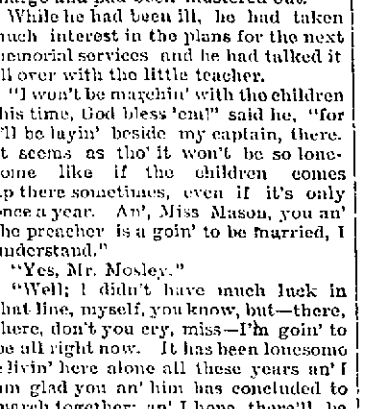 While he had been ill, he had taken
much interest in the plans for the next
memorial services and he had talked it
all over with the little teacher.
"I won't be marchin' with the children
this time, God bless 'em!" said he, "for
I'll be layin' beside my captain, there.
It seems as tho' it won't be so lone-
some like if the children comes
up there sometimes, even if it's only
once a year. An', Miss Mason, you an'
the preacher is a goin' to be married, I
understand."
"Yes, Mr. Mosley."
"Well; I didn't have much luck in
that line, myself, you know, but—there,
there, don't you cry, miss—I'm goin' to
be all right now. It has been lonesome
livin' here alone all these years an' I
am glad you an' him has concluded to
march together; an' I hope there'll be